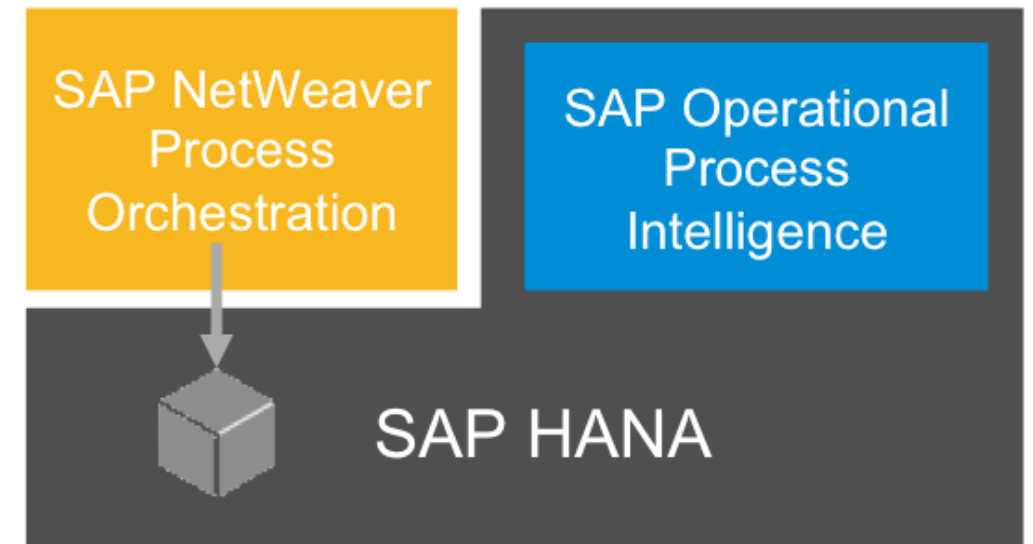 SAP NetWeaver
Process
Orchestration
SAP Operational
Process
Intelligence
SAP HANA